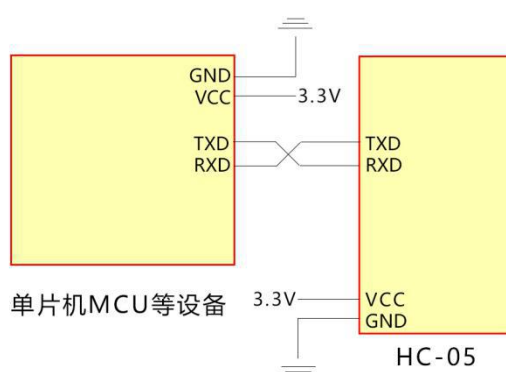 GND
VCC
3.3V
TXD
RXD
TXD
RXD
单片机MCU等设备
3.3V
VCC
GND
HC-05